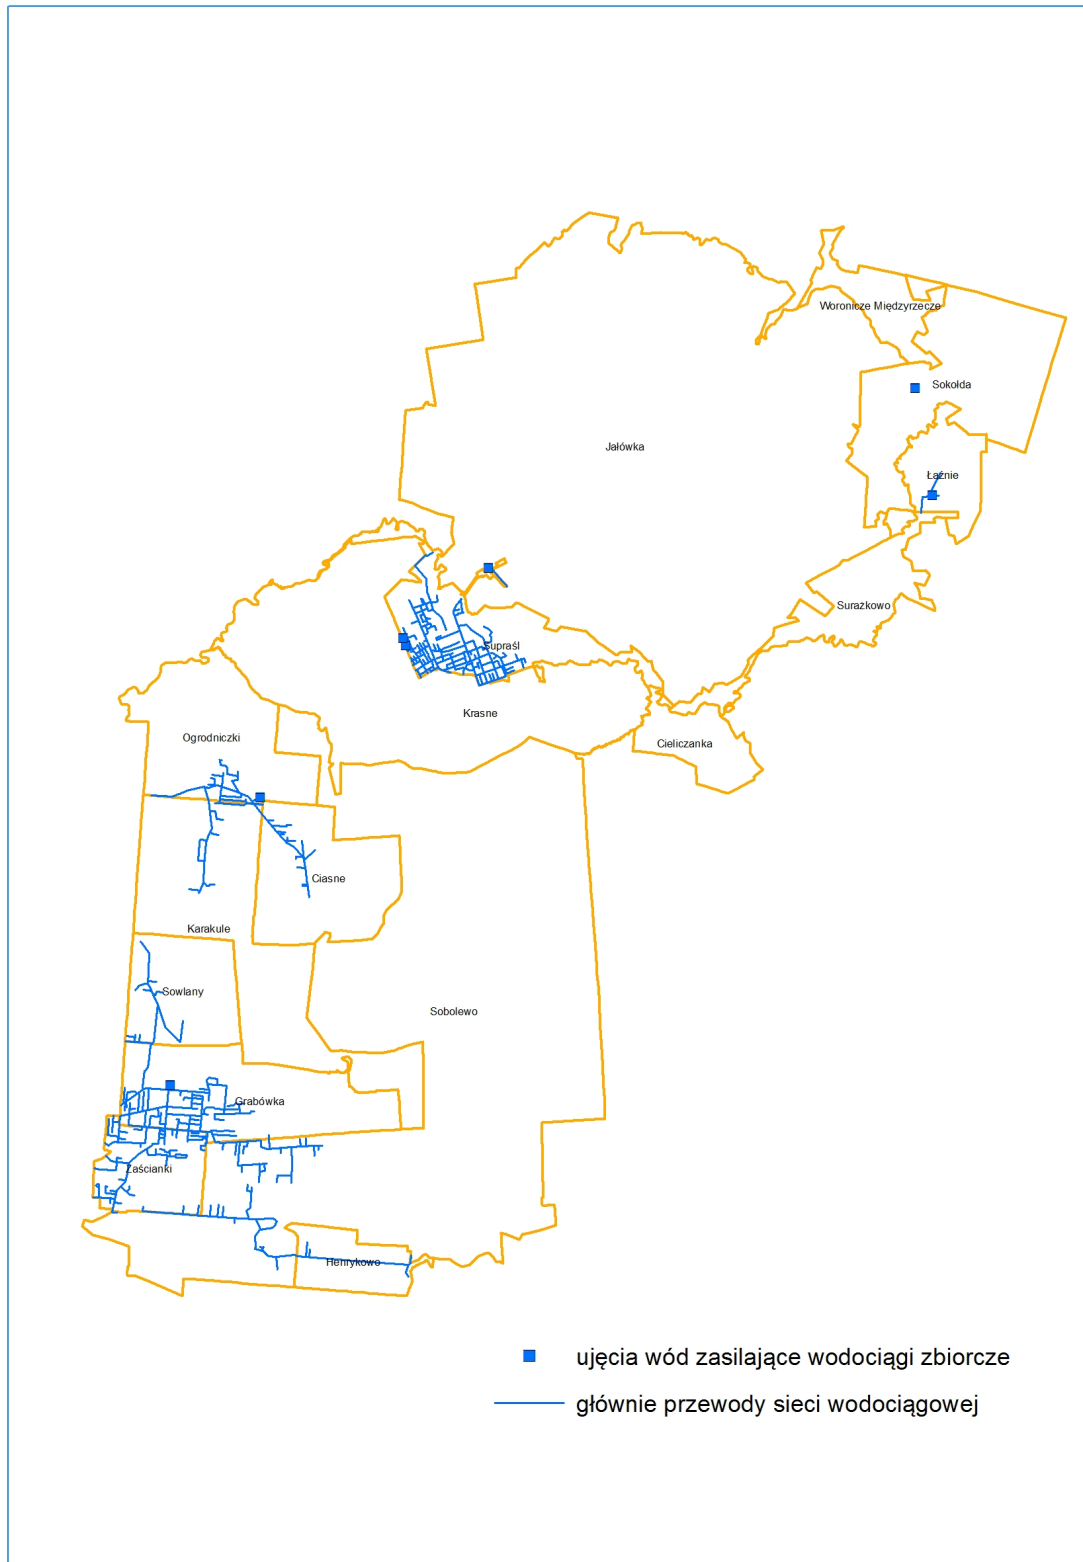 Woronicze Międzyrzecze
Sokołda
Jałówka
Łaźnie
Surażkowo
Supraśl
Krasne
Ogrodniczki
Cieliczanka
Ciasne
Karakule
Sowlany
Sobolewo
Grabówka
Zaścianki
Henrykowo
ujęcia wód zasilające wodociągi zbiorcze
głównie przewody sieci wodociągowej